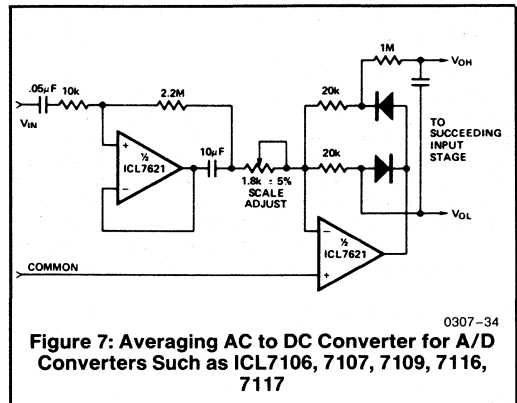 .05µF
10k
2.2M
VIN
+
½
ICL7621
−
10µF
1.8k ± 5%
SCALE
ADJUST
20k
20k
1M
VOH
TO
SUCCEEDING
INPUT
STAGE
VOL
−
½
ICL7621
+
COMMON
0307–34
Figure 7: Averaging AC to DC Converter for A/D
Converters Such as ICL7106, 7107, 7109, 7116,
7117